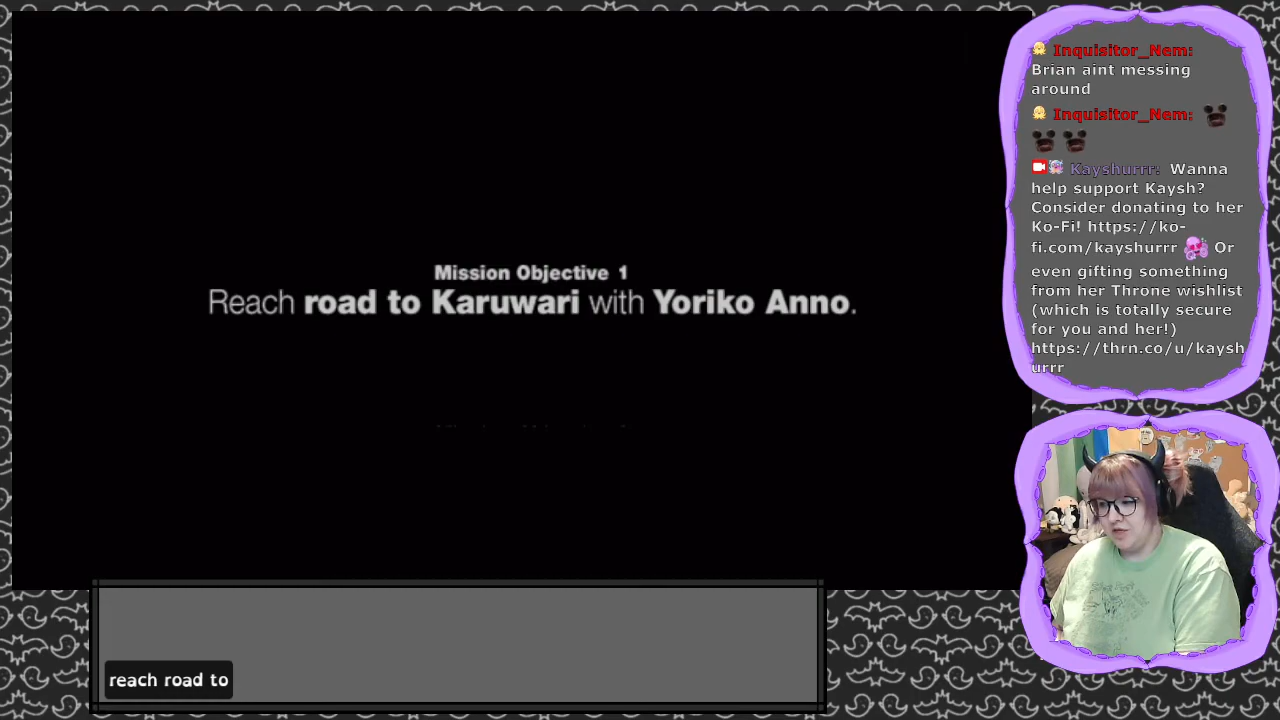 Mission Objective 1
Reach road to Karuwari with Yoriko Anno.
reach road to
Inquisitor_Nem:
Brian aint messing
around
Inquisitor_Nem:
Kayshurrr: Wanna
help support Kaysh?
Consider donating to her
Ko-Fi! https://ko-
fi.com/kayshurrr Or
even gifting something
from her Throne wishlist
(which is totally secure
for you and her!)
https://thrn.co/u/kaysh
urrr